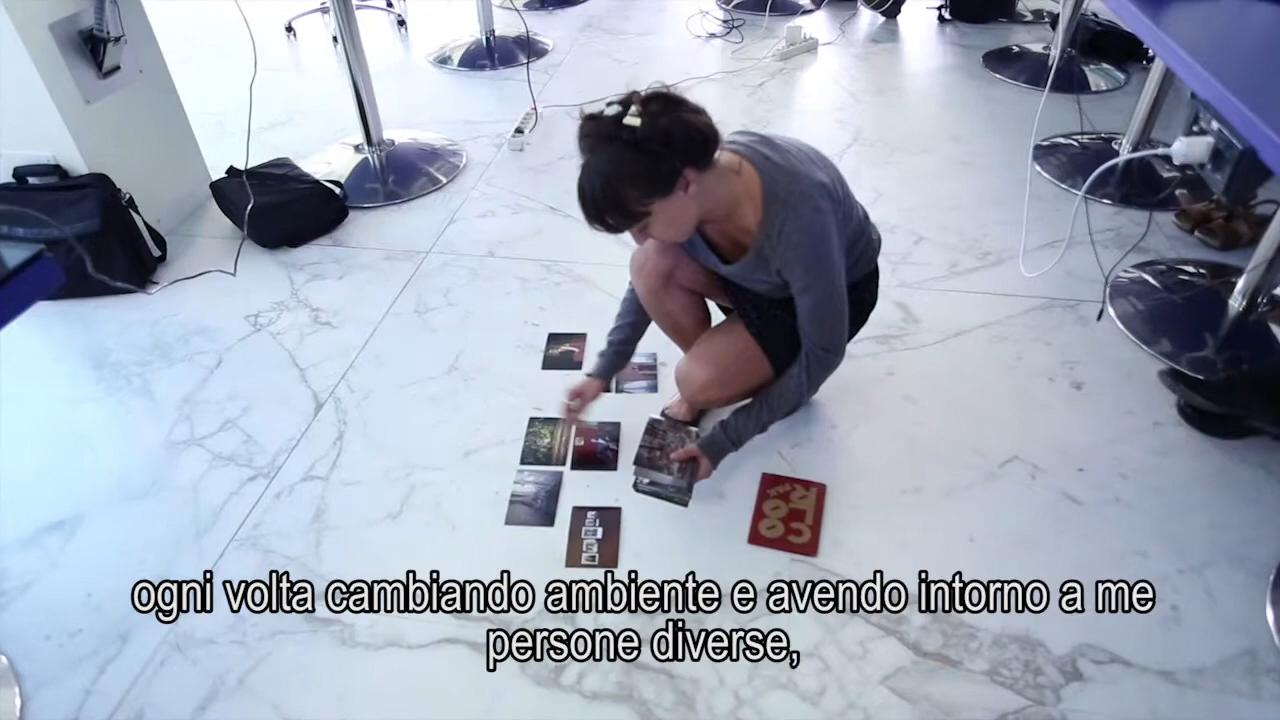 ogni volta cambiando ambiente e avendo intorno a me
persone diverse,